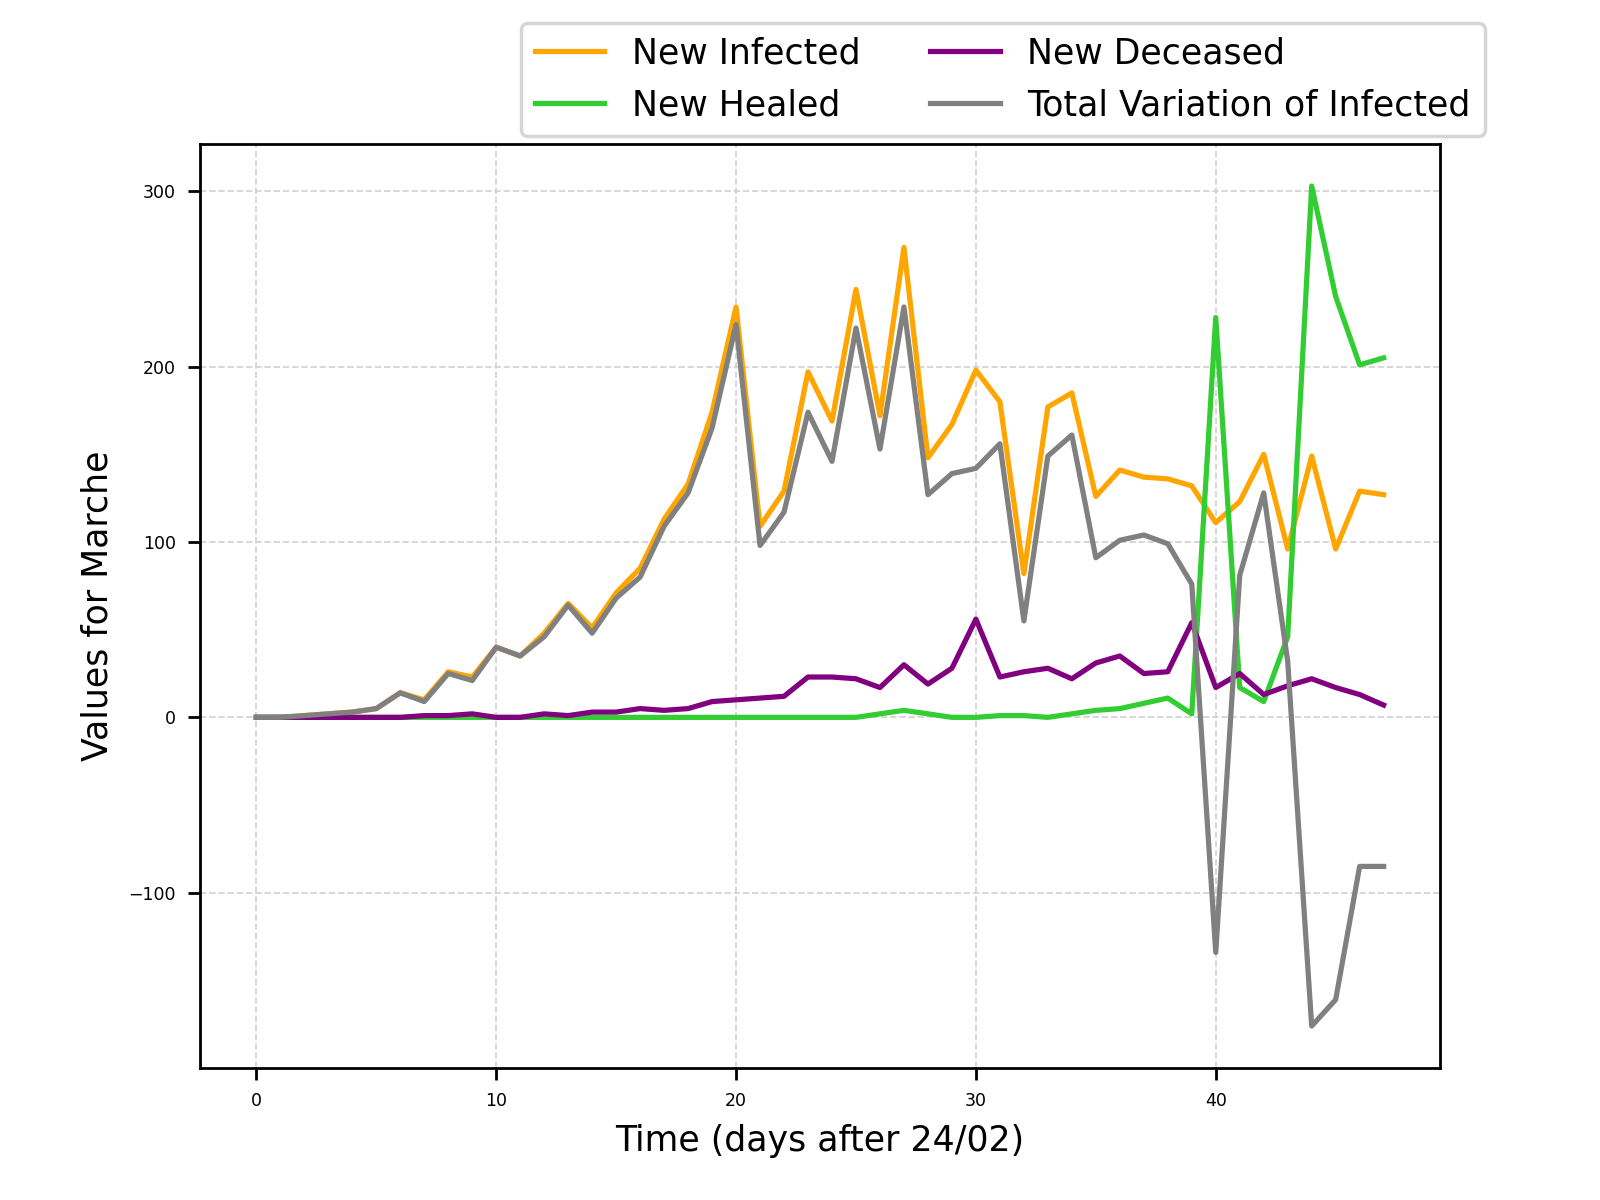 New Infected
New Healed
New Deceased
Total Variation of Infected
300
200
100
0
−100
Values for Marche
0 10 20 30 40
Time (days after 24/02)